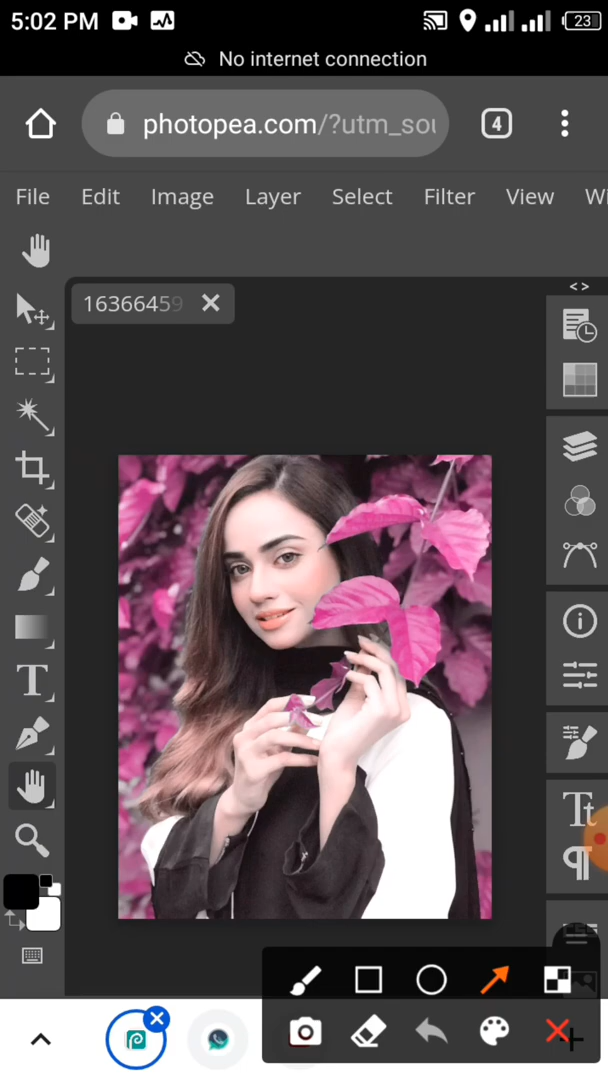 5:02 PM
23
No internet connection
photopea.com/?utm_sou
4
File Edit Image Layer Select Filter View Wi
16366459
T
Tt
¶